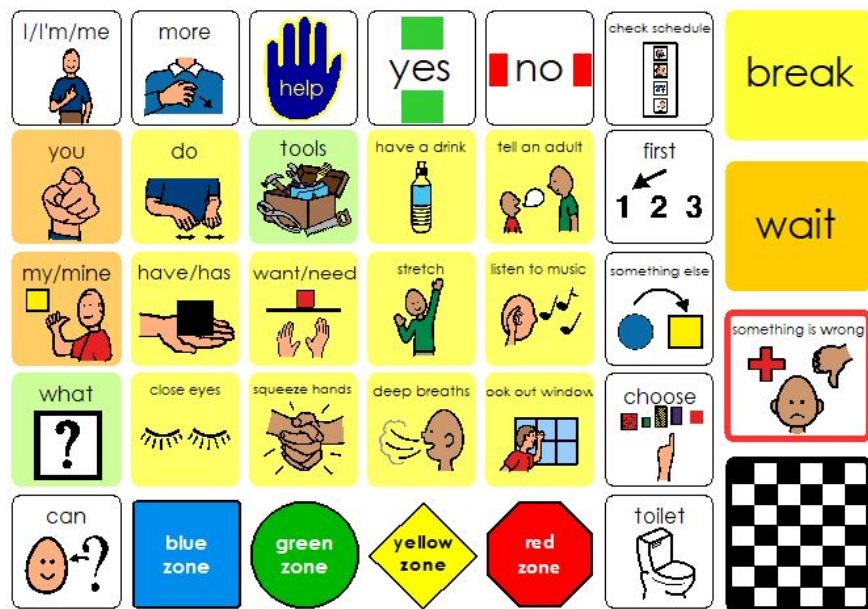 I/I'm/me
more
help
yes
no
check schedule
break
you
do
tools
have a drink
tell an adult
first
1 2 3
wait
my/mine
have/has
want/need
stretch
listen to music
something else
something is wrong
what
?
close eyes
squeeze hands
deep breaths
ook out window
choose
can
?
blue
zone
green
zone
yellow
zone
red
zone
toilet